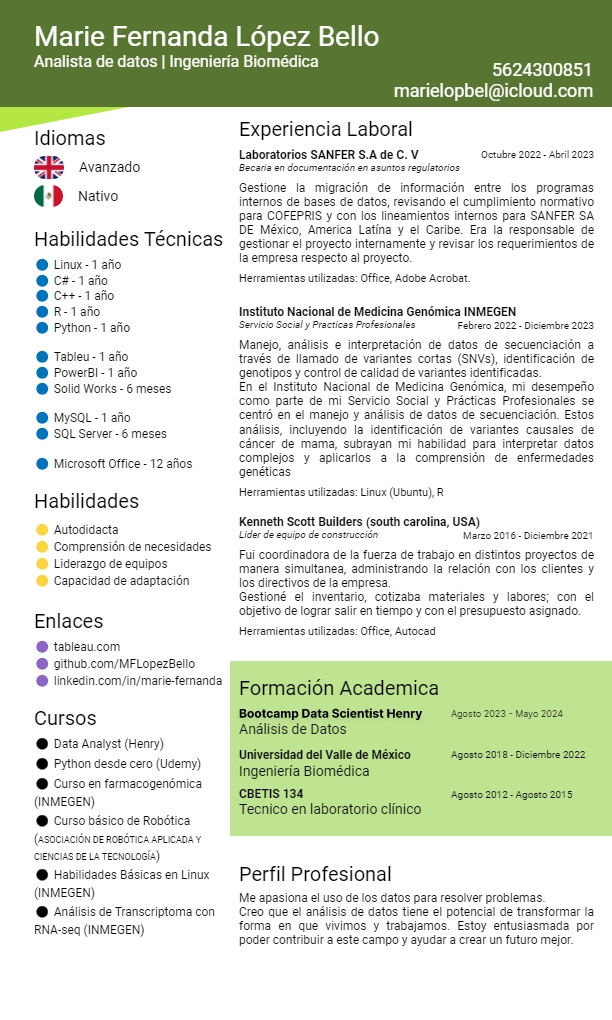 Marie Fernanda López Bello
Analista de datos | Ingeniería Biomédica
5624300851
marielopbel@icloud.com
Idiomas
Avanzado
Nativo
Habilidades Técnicas
Linux - 1 año
C# - 1 año
C++ - 1 año
R - 1 año
Python - 1 año
Tableu - 1 año
PowerBI - 1 año
Solid Works - 6 meses
MySQL - 1 año
SQL Server - 6 meses
Microsoft Office - 12 años
Habilidades
Autodidacta
Comprensión de necesidades
Liderazgo de equipos
Capacidad de adaptación
Enlaces
tableau.com
github.com/MFLopezBello
linkedin.com/in/marie-fernanda
Cursos
Data Analyst (Henry)
Python desde cero (Udemy)
Curso en farmacogenómica
(INMEGEN)
Curso básico de Robótica
(ASOCIACIÓN DE ROBÓTICA APLICADA Y
CIENCIAS DE LA TECNOLOGÍA)
Habilidades Básicas en Linux
(INMEGEN)
Análisis de Transcriptoma con
RNA-seq (INMEGEN)
Experiencia Laboral
Laboratorios SANFER S.A de C. V
Octubre 2022 - Abril 2023
Becaria en documentación en asuntos regulatorios
Gestione la migración de información entre los programas
internos de bases de datos, revisando el cumplimiento normativo
para COFEPRIS y con los lineamientos internos para SANFER SA
DE México, America Latína y el Caribe. Era la responsable de
gestionar el proyecto internamente y revisar los requerimientos de
la empresa respecto al proyecto.
Herramientas utilizadas: Office, Adobe Acrobat.
Instituto Nacional de Medicina Genómica INMEGEN
Servicio Social y Practicas Profesionales
Febrero 2022 - Diciembre 2023
Manejo, análisis e interpretación de datos de secuenciación a
través de llamado de variantes cortas (SNVs), identificación de
genotipos y control de calidad de variantes identificadas.
En el Instituto Nacional de Medicina Genómica, mi desempeño
como parte de mi Servicio Social y Prácticas Profesionales se
centró en el manejo y análisis de datos de secuenciación. Estos
análisis, incluyendo la identificación de variantes causales de
cáncer de mama, subrayan mi habilidad para interpretar datos
complejos y aplicarlos a la comprensión de enfermedades
genéticas
Herramientas utilizadas: Linux (Ubuntu), R
Kenneth Scott Builders (south carolina, USA)
Lider de equipo de construcción
Marzo 2016 - Diciembre 2021
Fui coordinadora de la fuerza de trabajo en distintos proyectos de
manera simultanea, administrando la relación con los clientes y
los directivos de la empresa.
Gestioné el inventario, cotizaba materiales y labores; con el
objetivo de lograr salir en tiempo y con el presupuesto asignado.
Herramientas utilizadas: Office, Autocad
Formación Academica
Bootcamp Data Scientist Henry
Agosto 2023 - Mayo 2024
Análisis de Datos
Universidad del Valle de México
Agosto 2018 - Diciembre 2022
Ingeniería Biomédica
CBETIS 134
Agosto 2012 - Agosto 2015
Tecnico en laboratorio clínico
Perfil Profesional
Me apasiona el uso de los datos para resolver problemas.
Creo que el análisis de datos tiene el potencial de transformar la
forma en que vivimos y trabajamos. Estoy entusiasmada por
poder contribuir a este campo y ayudar a crear un futuro mejor.